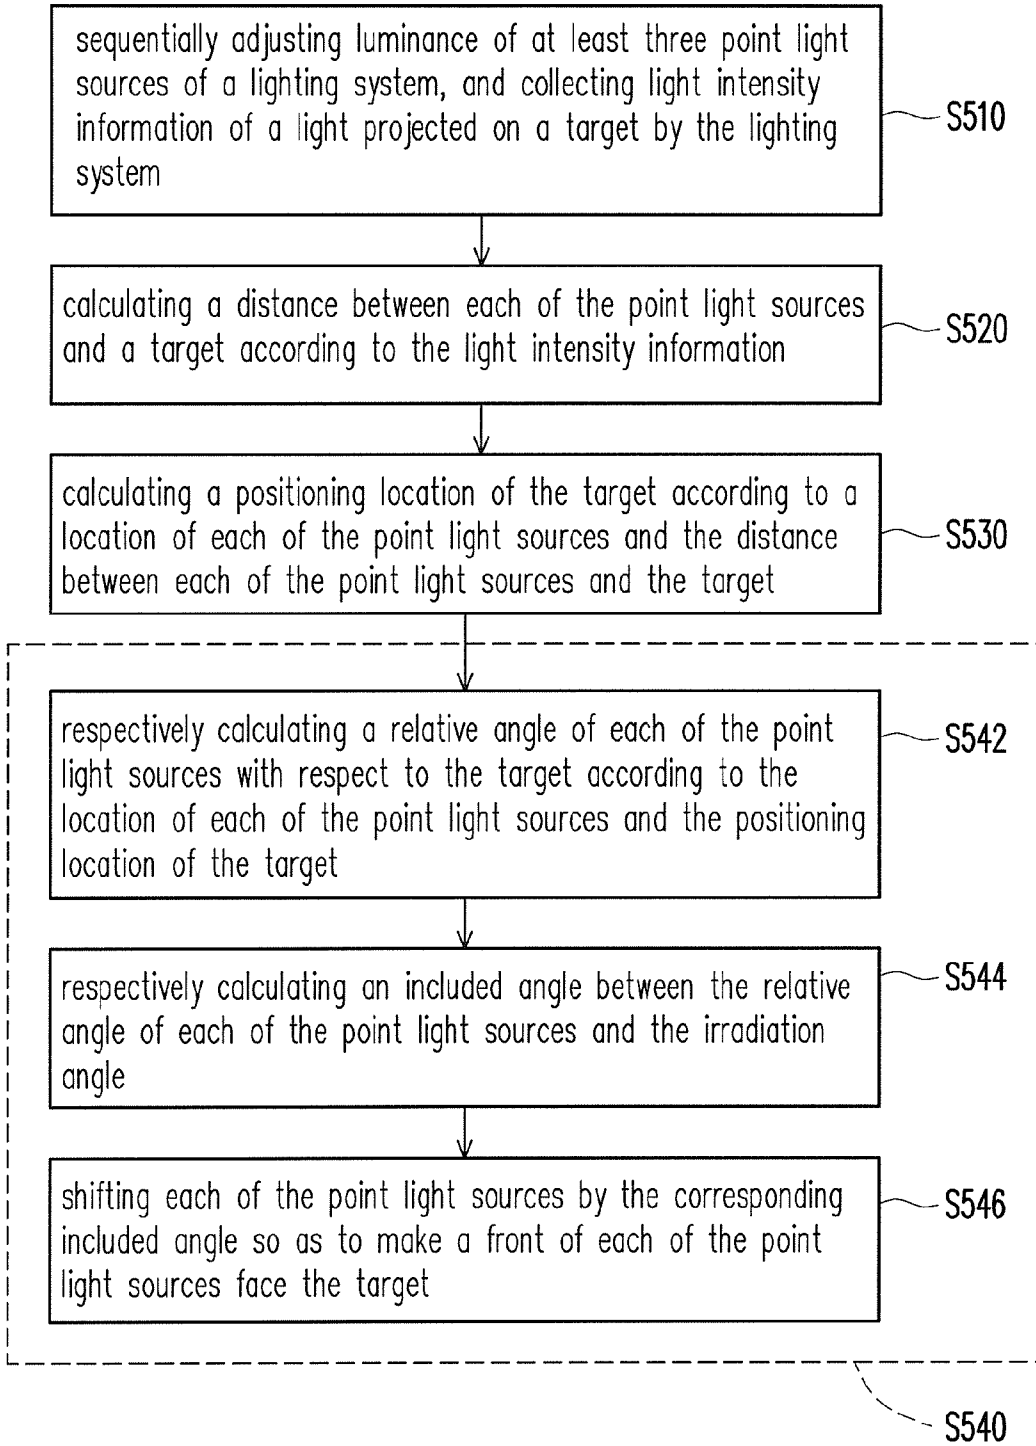 sequentially adjusting luminance of at least three point light
sources of a lighting system, and collecting light intensity
information of a light projected on a target by the lighting
system
S510
calculating a distance between each of the point light sources
and a target according to the light intensity information
S520
calculating a positioning location of the target according to a
location of each of the point light sources and the distance
between each of the point light sources and the target
S530
respectively calculating a relative angle of each of the point
light sources with respect to the target according to the
location of each of the point light sources and the positioning
location of the target
S542
respectively calculating an included angle between the relative
angle of each of the point light sources and the irradiation
angle
S544
shifting each of the point light sources by the corresponding
included angle so as to make a front of each of the point
light sources face the target
S546
S540